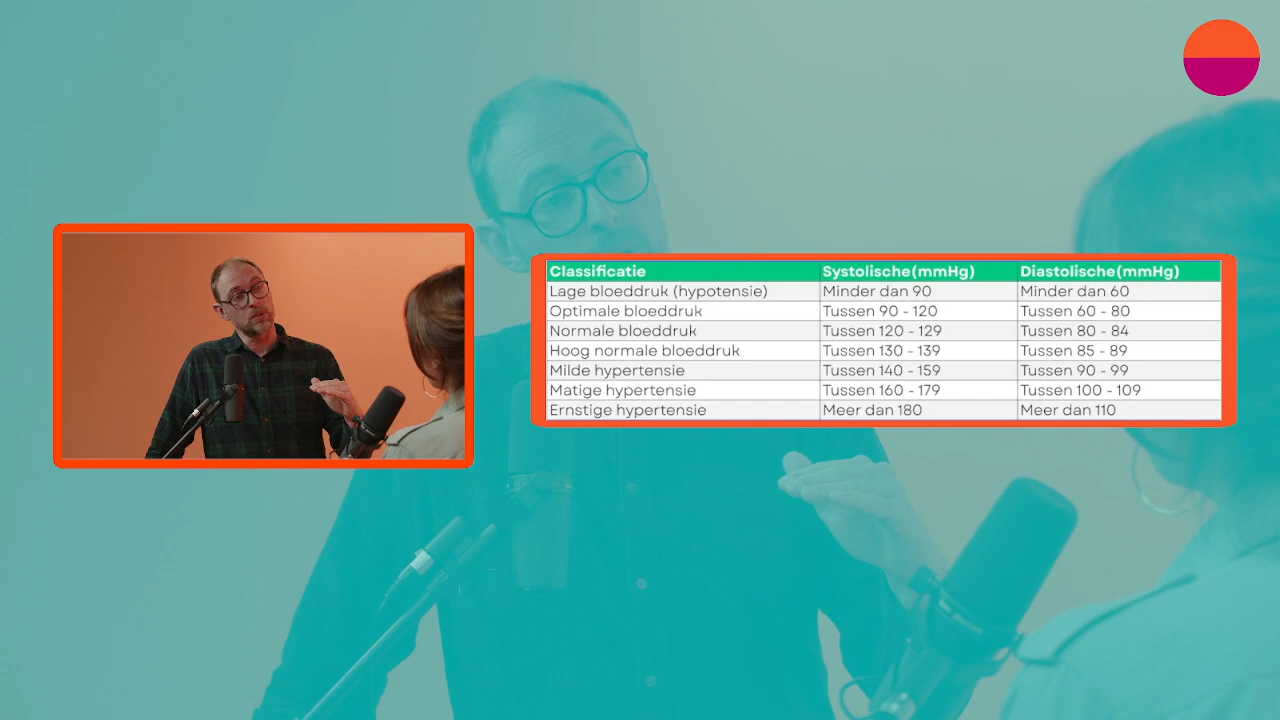 Classificatie Systolische(mmHg) Diastolische(mmHg)
Lage bloeddruk (hypotensie) Minder dan 90 Minder dan 60
Optimale bloeddruk Tussen 90 - 120 Tussen 60 - 80
Normale bloeddruk Tussen 120 - 129 Tussen 80 - 84
Hoog normale bloeddruk Tussen 130 - 139 Tussen 85 - 89
Milde hypertensie Tussen 140 - 159 Tussen 90 - 99
Matige hypertensie Tussen 160 - 179 Tussen 100 - 109
Ernstige hypertensie Meer dan 180 Meer dan 110